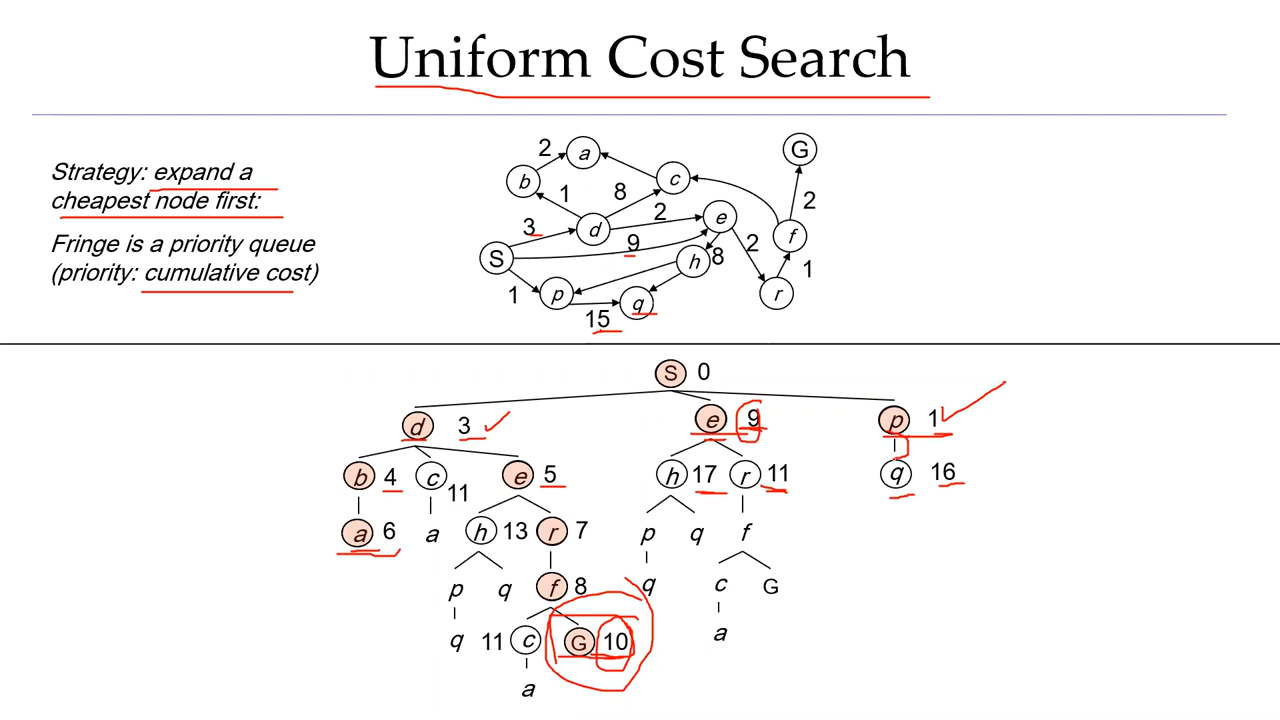 Uniform Cost Search
Strategy: expand a
cheapest node first:
Fringe is a priority queue
(priority: cumulative cost)
2 a G
b 1 8 c 2
3 d 2 e
S 9 h 8 2 f
1 p q r 1
15
S 0
d 3 e 9 p 1
b 4 c 11 e 5 h 17 r 11 q 16
a 6 a h 13 r 7 p q f
p q f 8 q c G
q 11 c G 10 a
a